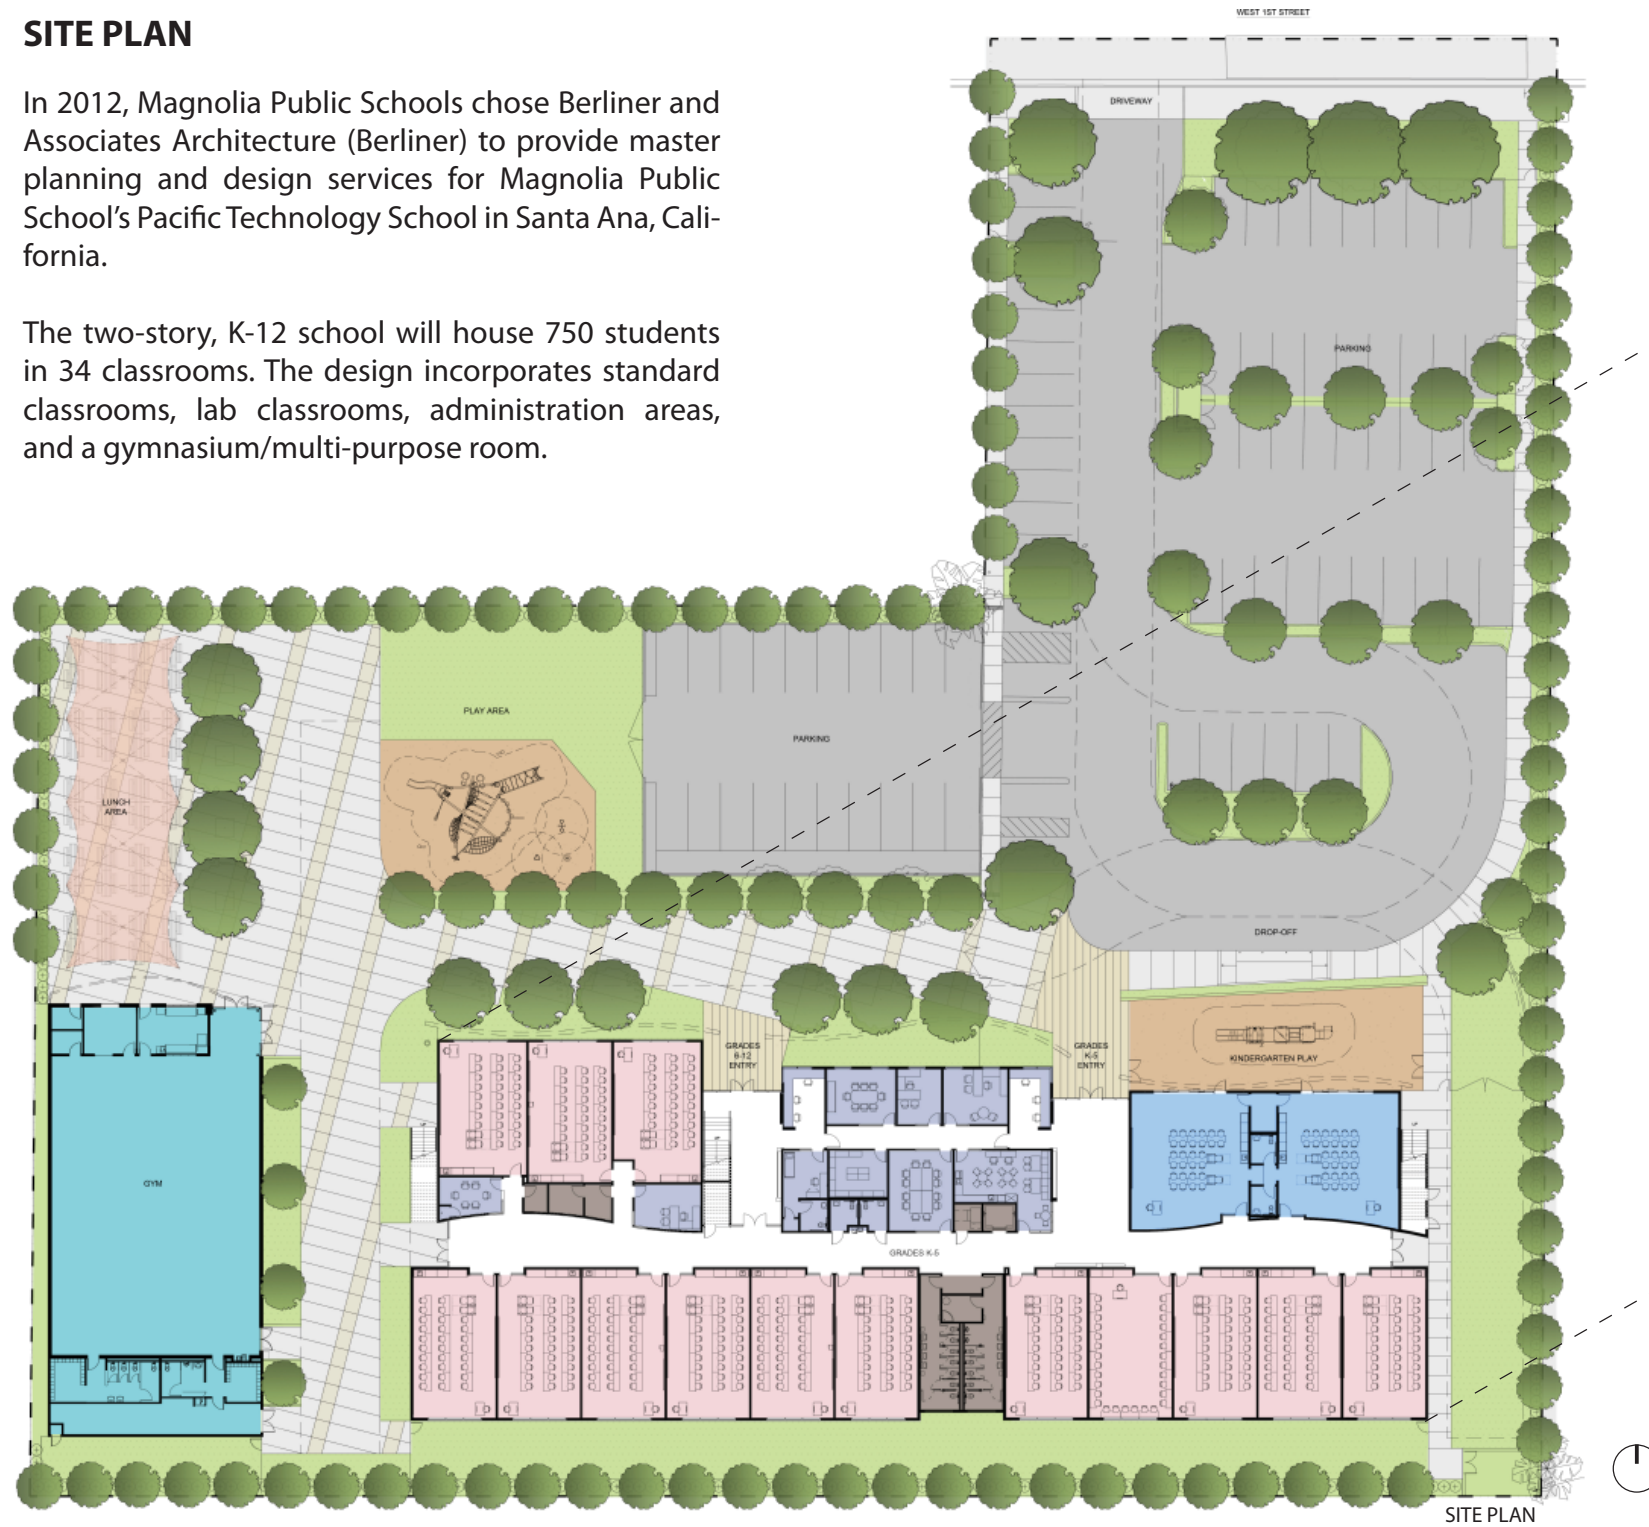 SITE PLAN
In 2012, Magnolia Public Schools chose Berliner and
Associates Architecture (Berliner) to provide master
planning and design services for Magnolia Public
School's Pacific Technology School in Santa Ana, Cali-
fornia.
The two-story, K-12 school will house 750 students
in 34 classrooms. The design incorporates standard
classrooms, lab classrooms, administration areas,
and a gymnasium/multi-purpose room.
WEST 1ST STREET
DRIVEWAY
PARKING
PLAY AREA
PARKING
LUNCH
AREA
DROP-OFF
GRADES
6-12
ENTRY
GRADES
K-5
ENTRY
KINDERGARTEN PLAY
GYM
GRADES K-5
SITE PLAN